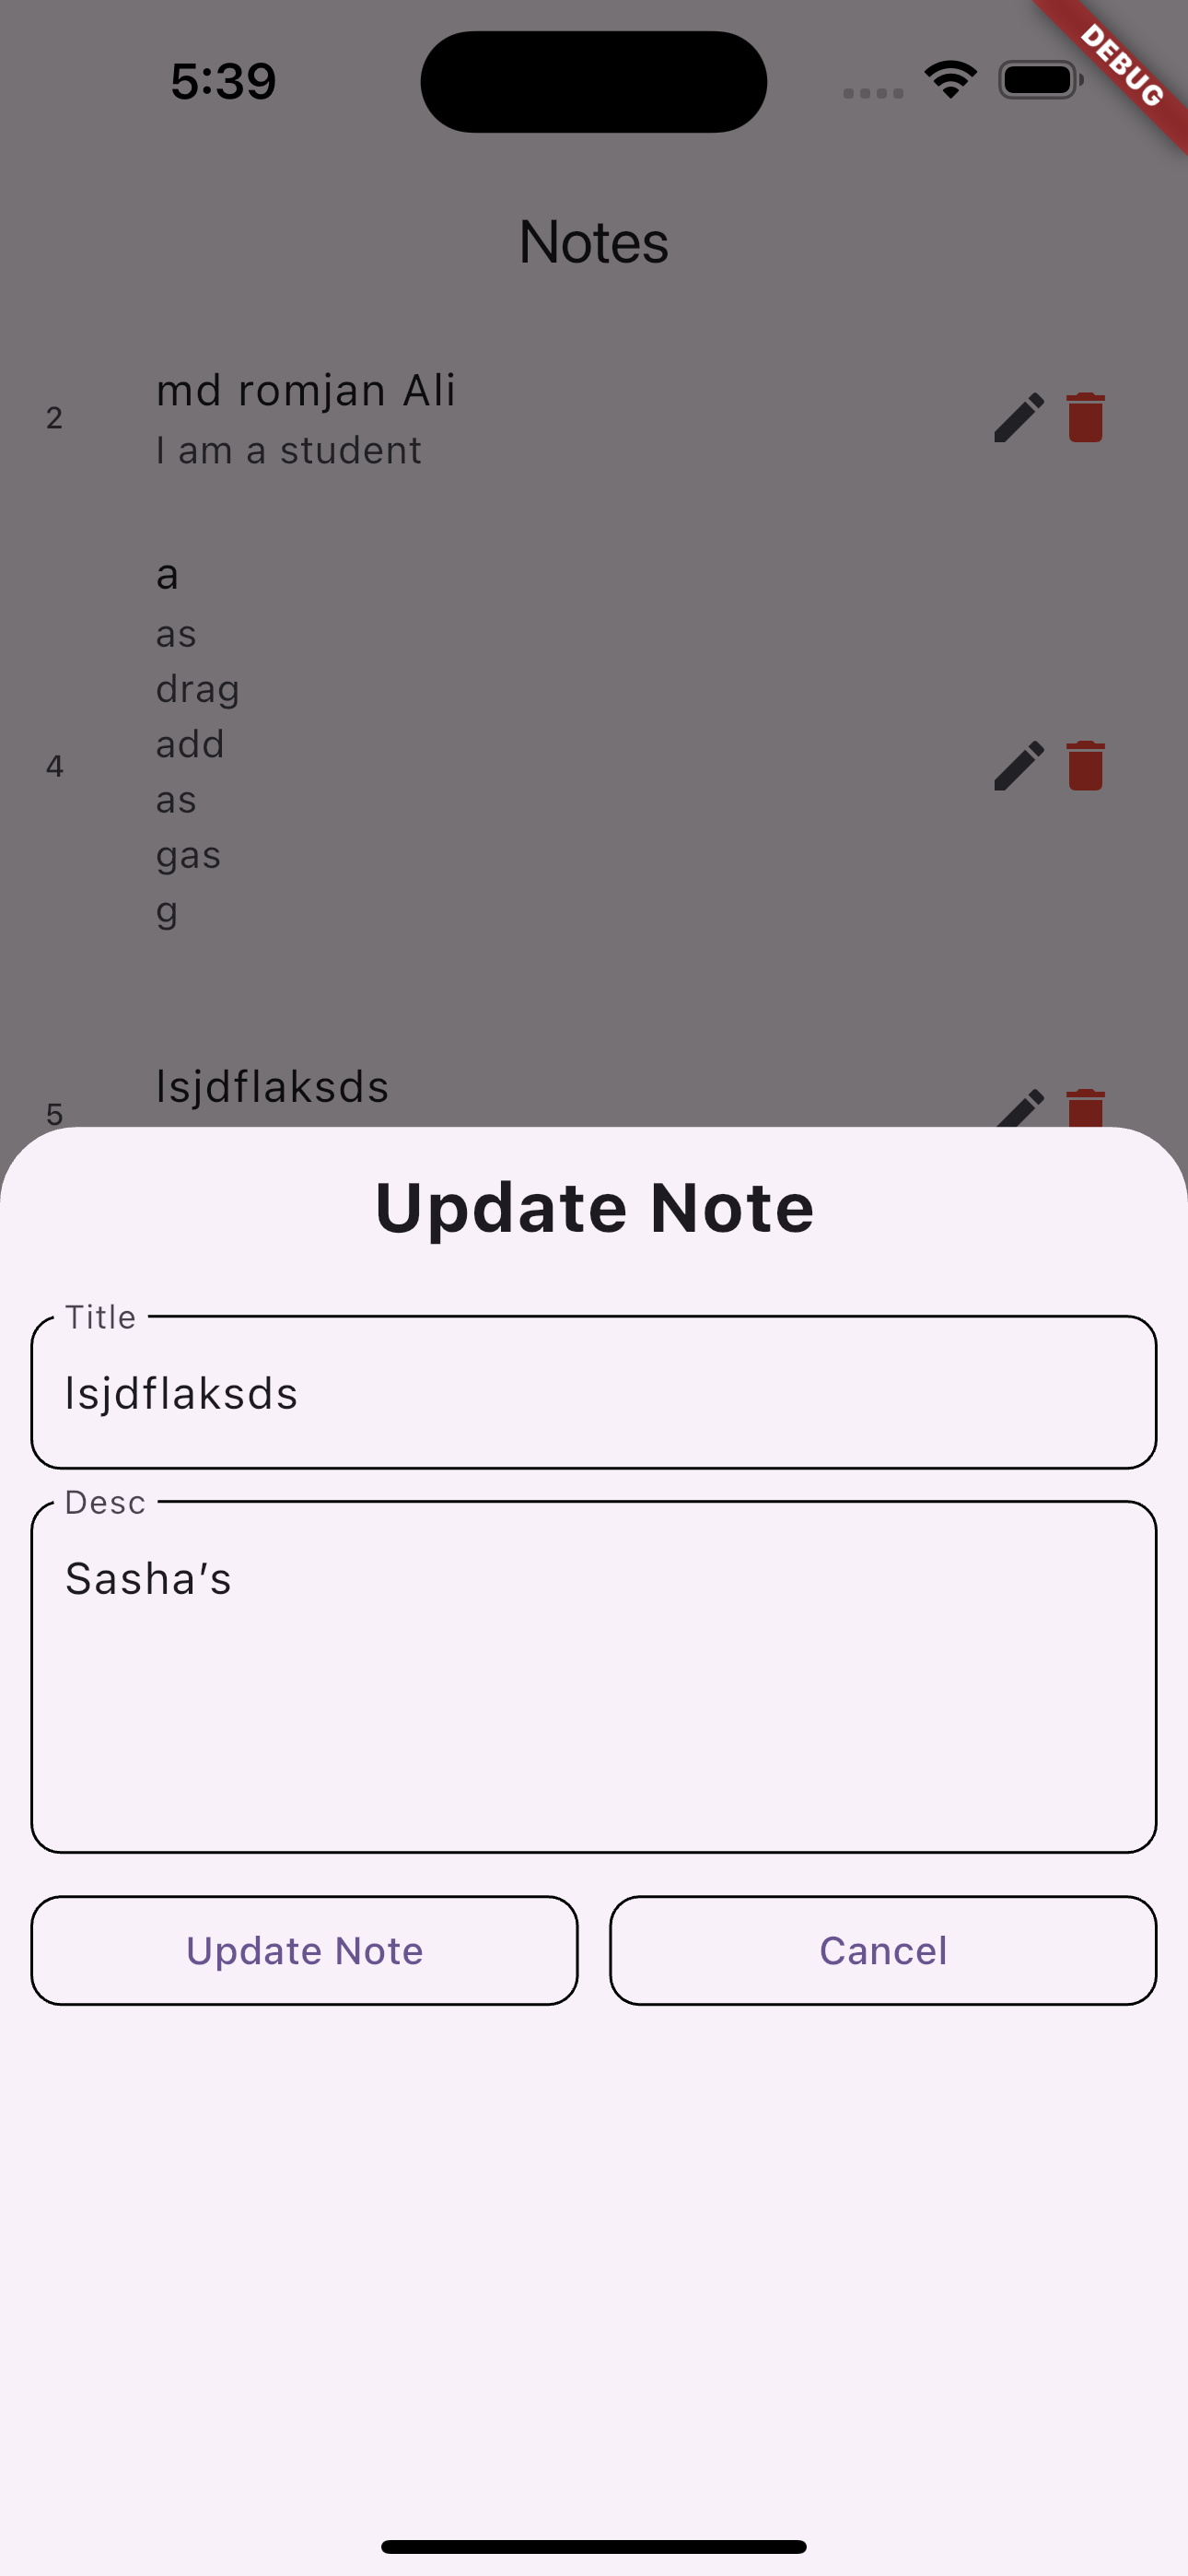 5:39
DEBUG
Notes
2
md romjan Ali
I am a student
4
a
as
drag
add
as
gas
g
5
lsjdflaksds
Update Note
Title
lsjdflaksds
Desc
Sasha’s
Update Note
Cancel